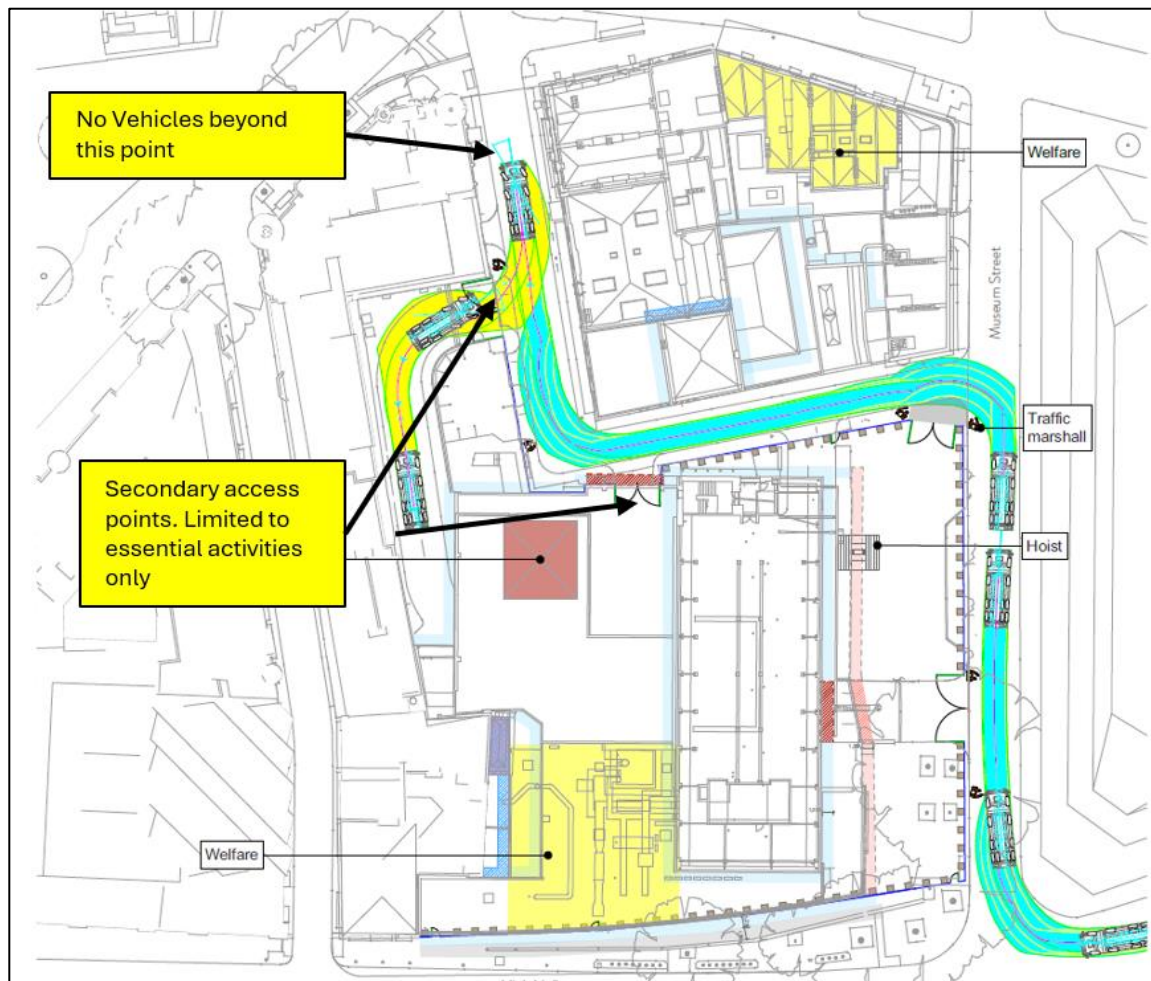 No Vehicles beyond
this point
Welfare
Museum Street
Traffic
marshall
Secondary access
points. Limited to
essential activities
only
Hoist
Welfare